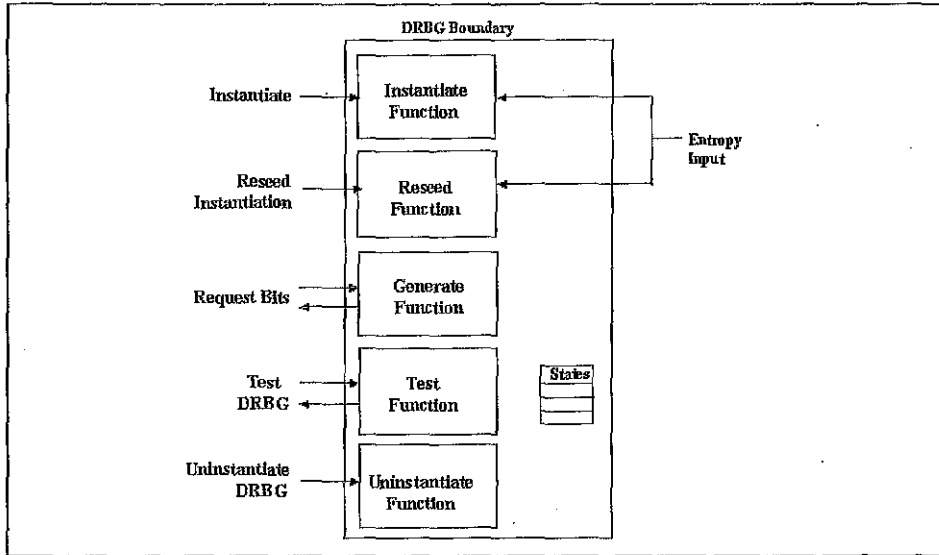 DRBG Boundary
Instantiate
Instantiate
Function
Entropy
Input
Reseed
Instantiation
Reseed
Function
Request Bits
Generate
Function
Test
DRBG
Test
Function
States
Uninstantiate
DRBG
Uninstantiate
Function